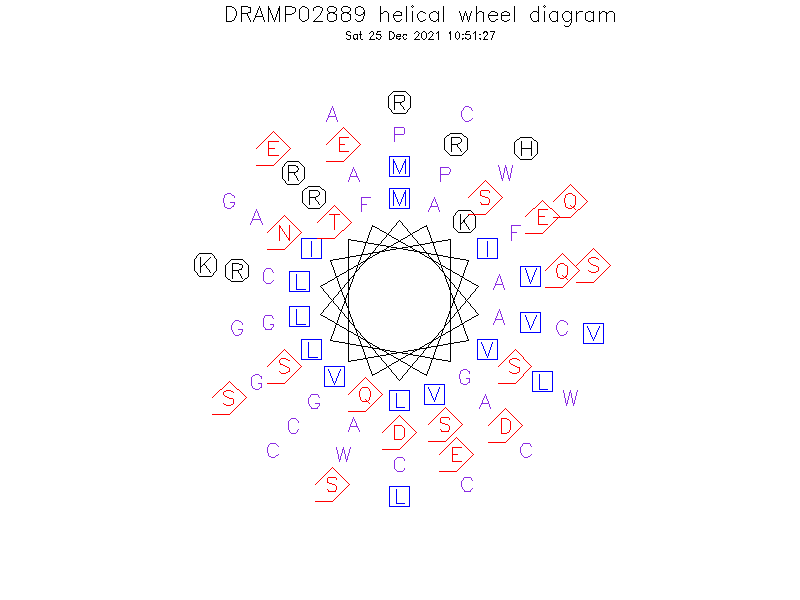 DRAMP02889 helical wheel diagram
Sat 25 Dec 2021 10:51:27
R
A C
P
E E R H
M
R A P W
R M S
G F A Q
A T K E
N F
I I
K R Q S
C L A V
L A
G G V C V
L V
S S
V G
G L
S Q L V W
G A
C A S D
D
C W E C
C
S C
L